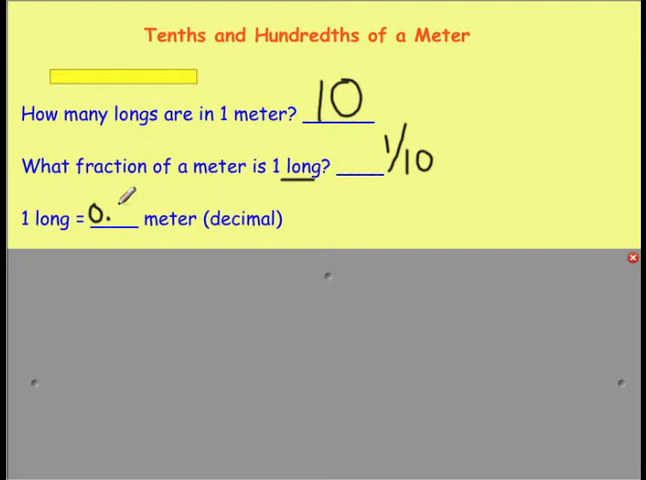 Tenths and Hundredths of a Meter
How many longs are in 1 meter? 10
What fraction of a meter is 1 long? 1/10
1 long = 0. meter (decimal)